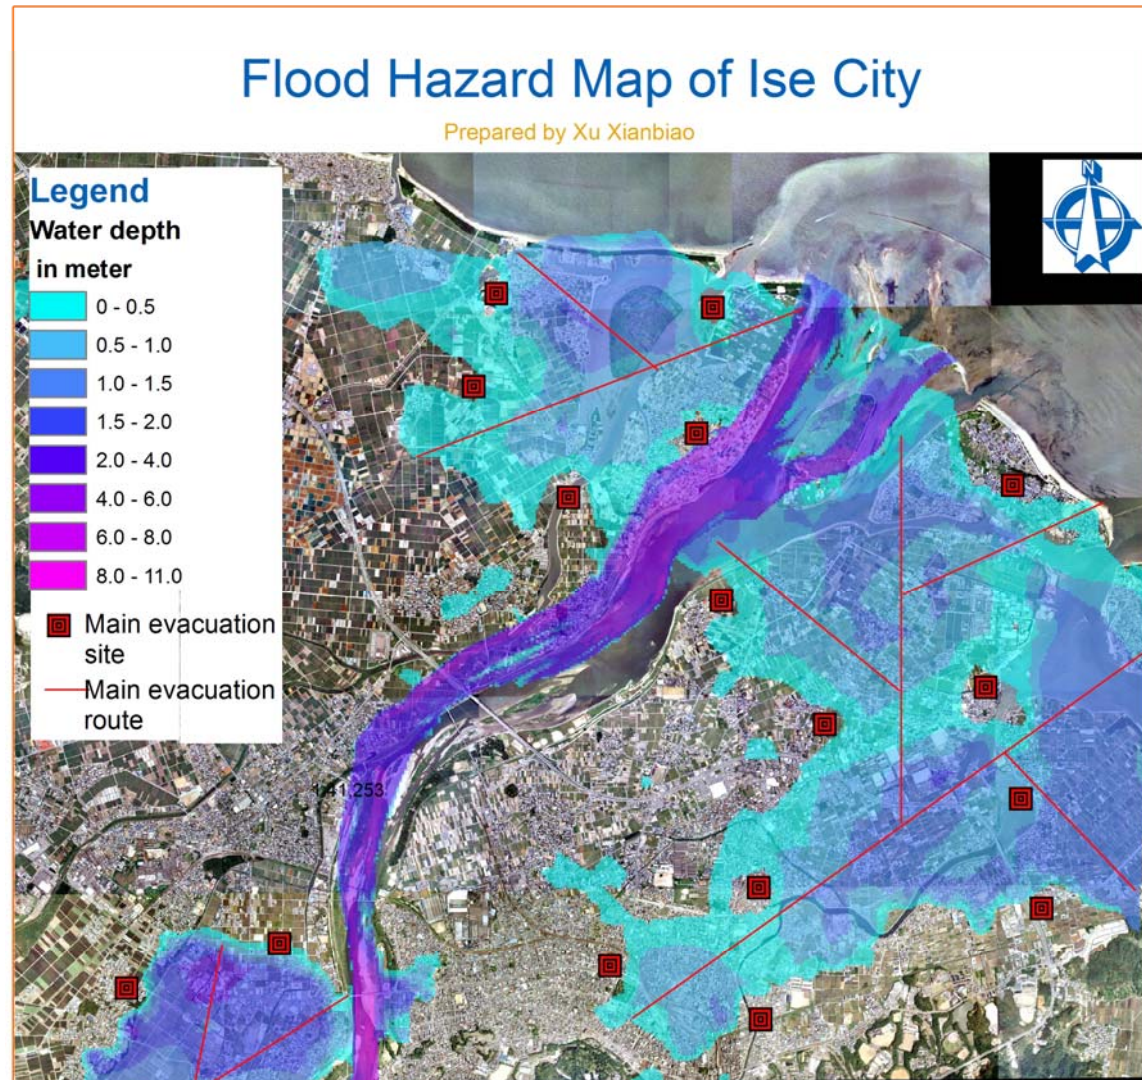 Flood Hazard Map of Ise City
Prepared by Xu Xianbiao
N
Legend
Water depth
in meter
0 - 0.5
0.5 - 1.0
1.0 - 1.5
1.5 - 2.0
2.0 - 4.0
4.0 - 6.0
6.0 - 8.0
8.0 - 11.0
Main evacuation
site
Main evacuation
route
1:41,253